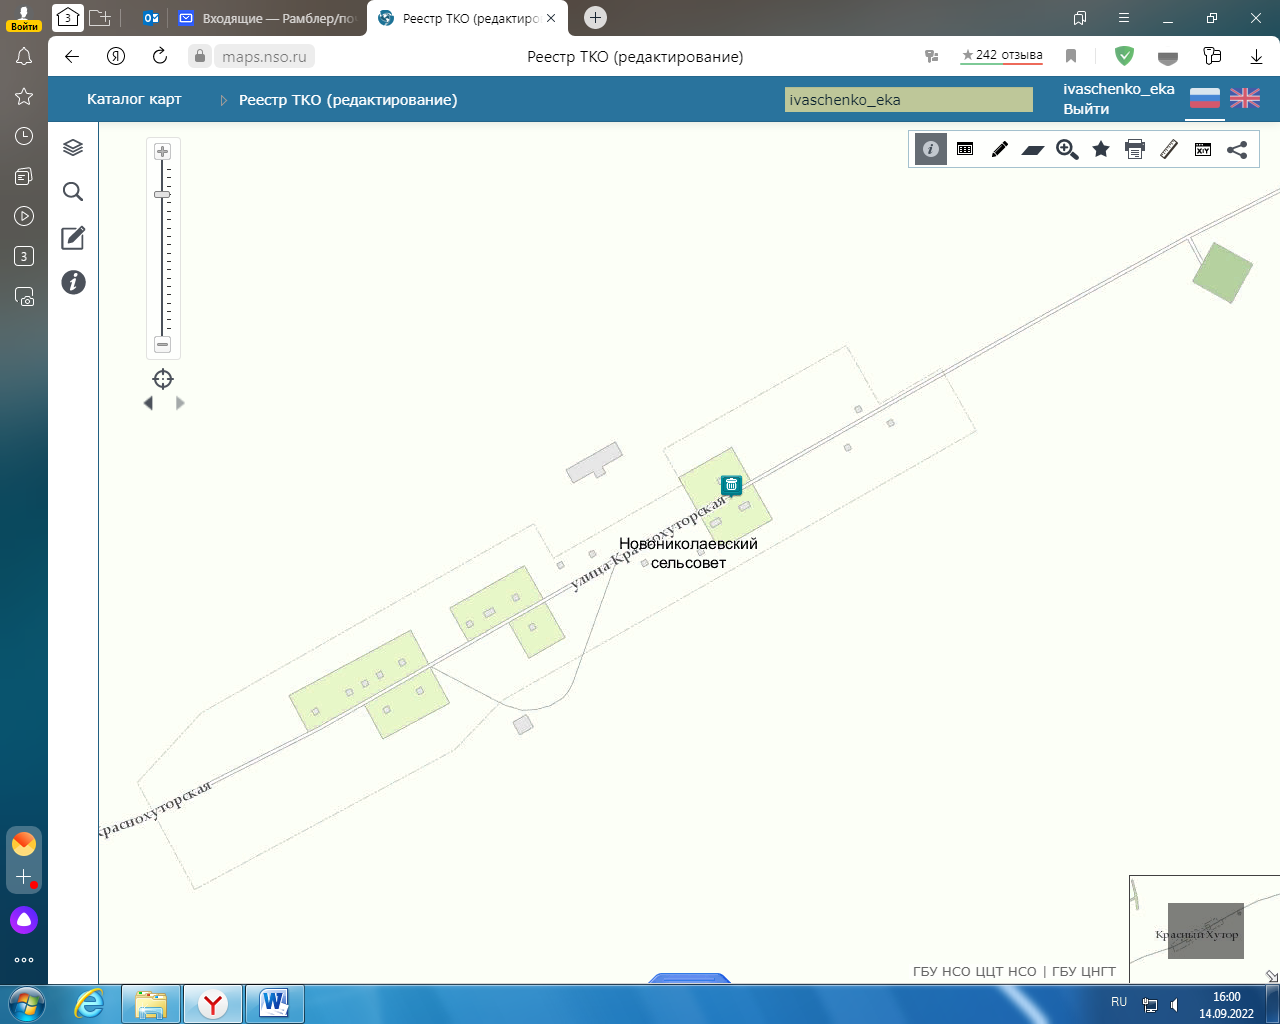 Войти
3
Входящие — Рамблер/по
Реестр ТКО (редактиро
Я
maps.nso.ru
Реестр ТКО (редактирование)
242 отзыва
Каталог карт
Реестр ТКО (редактирование)
ivaschenko_eka
ivaschenko_eka
Выйти
3
X:Y
улица Краснохуторская
Новониколаевский
сельсовет
Краснохуторская
Красный Хутор
ГБУ НСО ЦЦТ НСО | ГБУ ЦНГТ
RU
16:00
14.09.2022